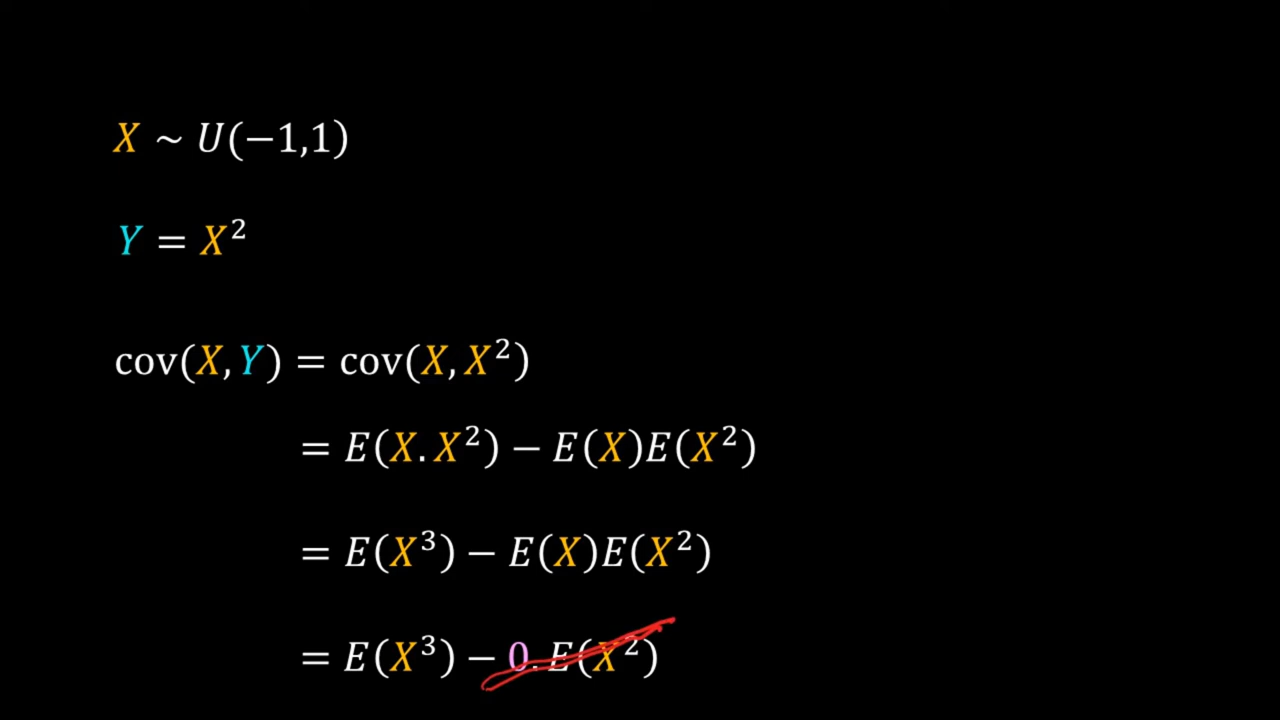 X ~ U(−1,1)
Y = X²
cov(X, Y) = cov(X, X²)
= E(X. X²) − E(X)E(X²)
= E(X³) − E(X)E(X²)
= E(X³) − 0. E(X²)